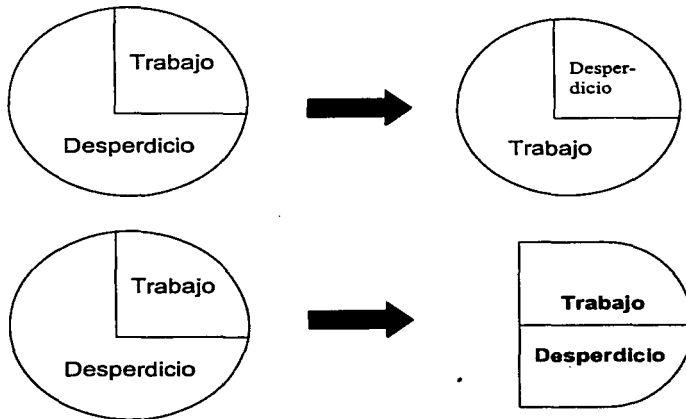 Trabajo
Desperdicio
Desper-
dicio
Trabajo
Trabajo
Desperdicio
Trabajo
Desperdicio